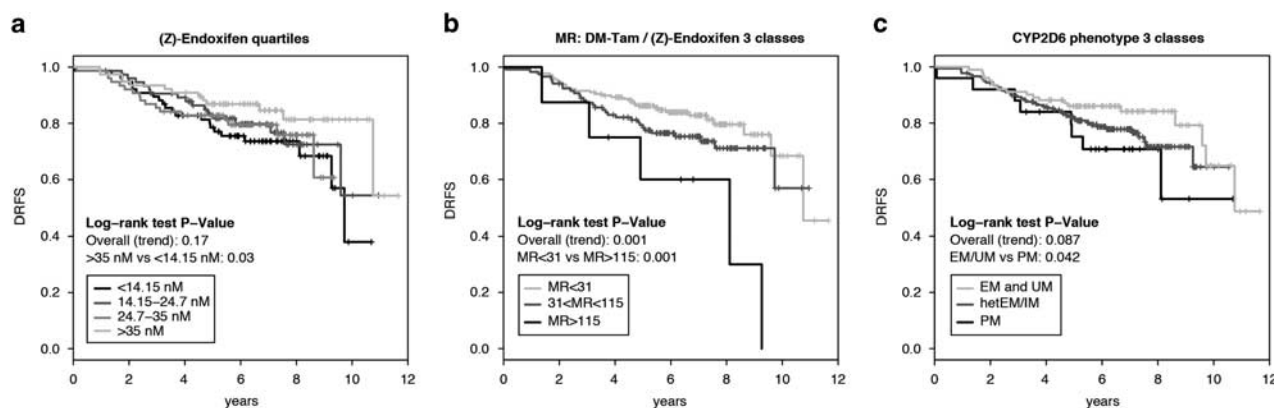 a
(Z)-Endoxifen quartiles
DRFS
1.0
0.8
0.6
0.4
0.2
0.0
Log–rank test P–Value
Overall (trend): 0.17
>35 nM vs <14.15 nM: 0.03
<14.15 nM
14.15–24.7 nM
24.7–35 nM
>35 nM
0 2 4 6 8 10 12
years
b
MR: DM-Tam / (Z)-Endoxifen 3 classes
DRFS
1.0
0.8
0.6
0.4
0.2
0.0
Log–rank test P–Value
Overall (trend): 0.001
MR<31 vs MR>115: 0.001
MR<31
31<MR<115
MR>115
0 2 4 6 8 10 12
years
c
CYP2D6 phenotype 3 classes
DRFS
1.0
0.8
0.6
0.4
0.2
0.0
Log–rank test P–Value
Overall (trend): 0.087
EM/UM vs PM: 0.042
EM and UM
hetEM/IM
PM
0 2 4 6 8 10 12
years